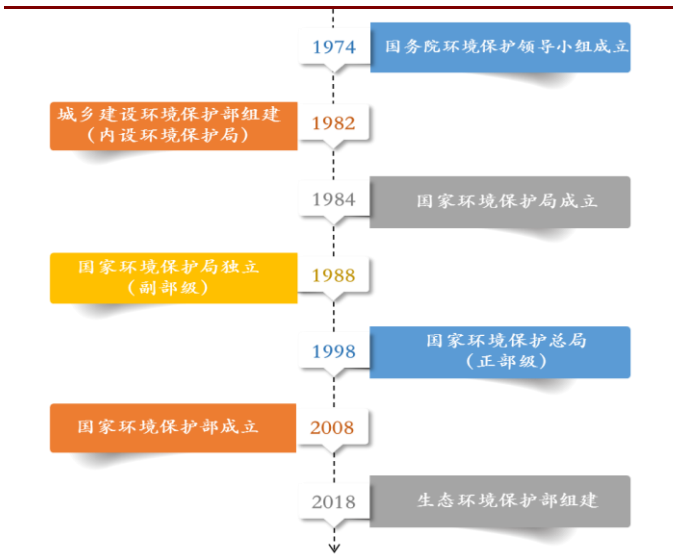 1974
国务院环境保护领导小组成立
城乡建设环境保护部组建
（内设环境保护局）
1982
1984
国家环境保护局成立
国家环境保护局独立
（副部级）
1988
1998
国家环境保护总局
（正部级）
国家环境保护部成立
2008
2018
生态环境保护部组建